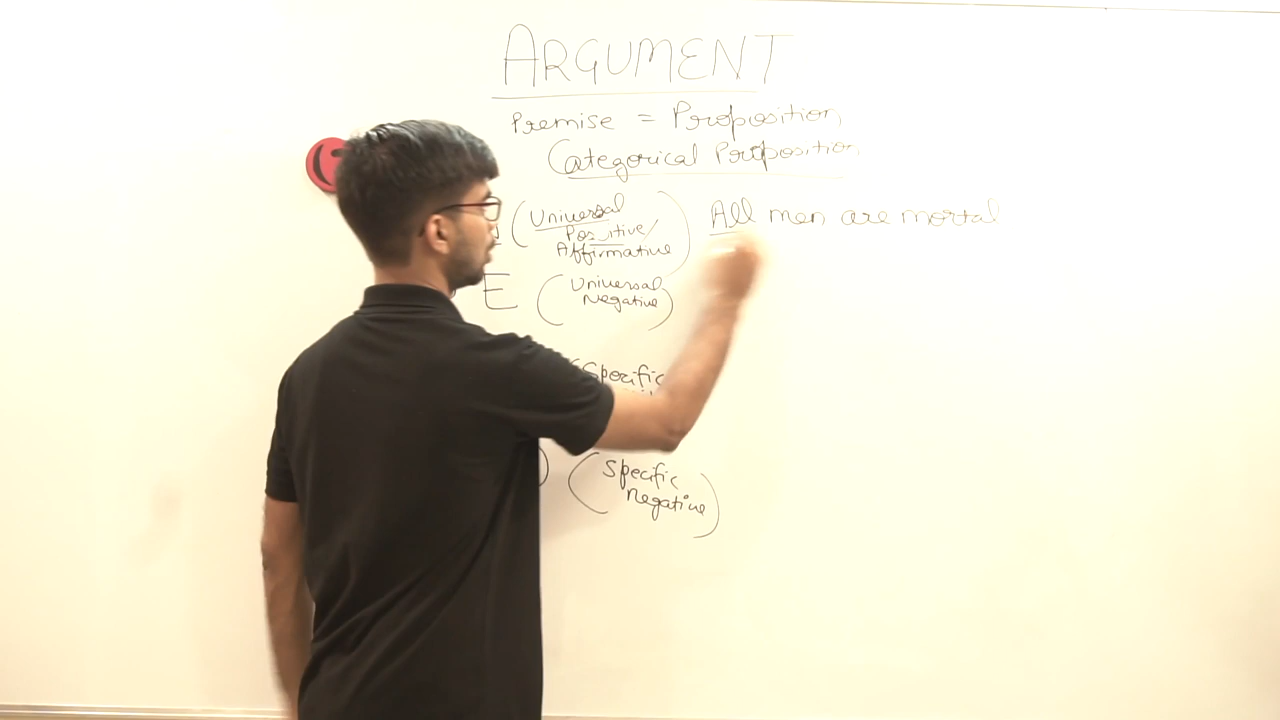 ARGUMENT
Premise = Proposition
Categorical Proposition
(Universal
Positive/
Affirmative)
All men are mortal
E (Universal
Negative)
(Specific
(Specific
Negative)